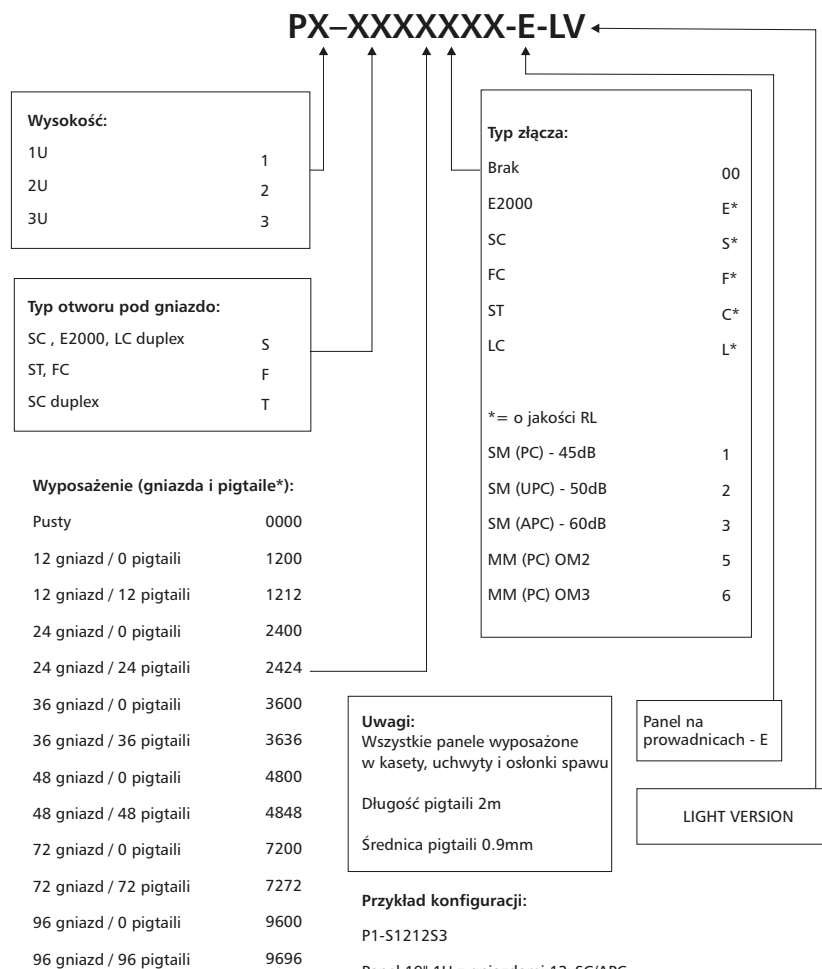 PX–XXXXXXX-E-LV
Wysokość:
1U 1
2U 2
3U 3
Typ otworu pod gniazdo:
SC , E2000, LC duplex S
ST, FC F
SC duplex T
Wyposażenie (gniazda i pigtaile*):
Pusty 0000
12 gniazd / 0 pigtaili 1200
12 gniazd / 12 pigtaili 1212
24 gniazd / 0 pigtaili 2400
24 gniazd / 24 pigtaili 2424
36 gniazd / 0 pigtaili 3600
36 gniazd / 36 pigtaili 3636
48 gniazd / 0 pigtaili 4800
48 gniazd / 48 pigtaili 4848
72 gniazd / 0 pigtaili 7200
72 gniazd / 72 pigtaili 7272
96 gniazd / 0 pigtaili 9600
96 gniazd / 96 pigtaili 9696
Typ złącza:
Brak 00
E2000 E*
SC S*
FC F*
ST C*
LC L*
*= o jakości RL
SM (PC) - 45dB 1
SM (UPC) - 50dB 2
SM (APC) - 60dB 3
MM (PC) OM2 5
MM (PC) OM3 6
Uwagi:
Wszystkie panele wyposażone
w kasety, uchwyty i osłonki spawu
Długość pigtaili 2m
Średnica pigtaili 0.9mm
Panel na
prowadnicach - E
LIGHT VERSION
Przykład konfiguracji:
P1-S1212S3
Panel 19" 1U z gniazdami 12 SC/APC